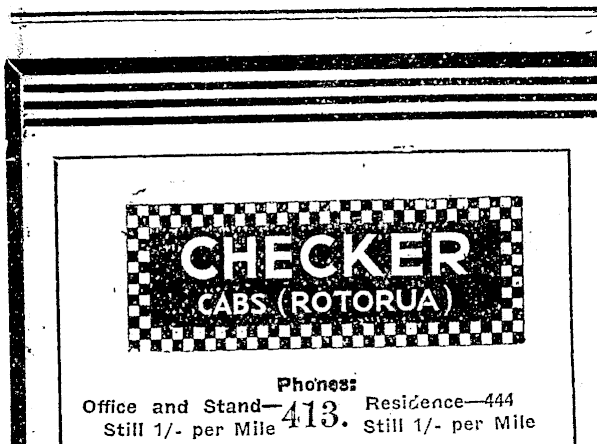 CHECKER
CABS (ROTORUA)
Phones:
Office and Stand—413. Residence—444
Still 1/- per Mile Still 1/- per Mile